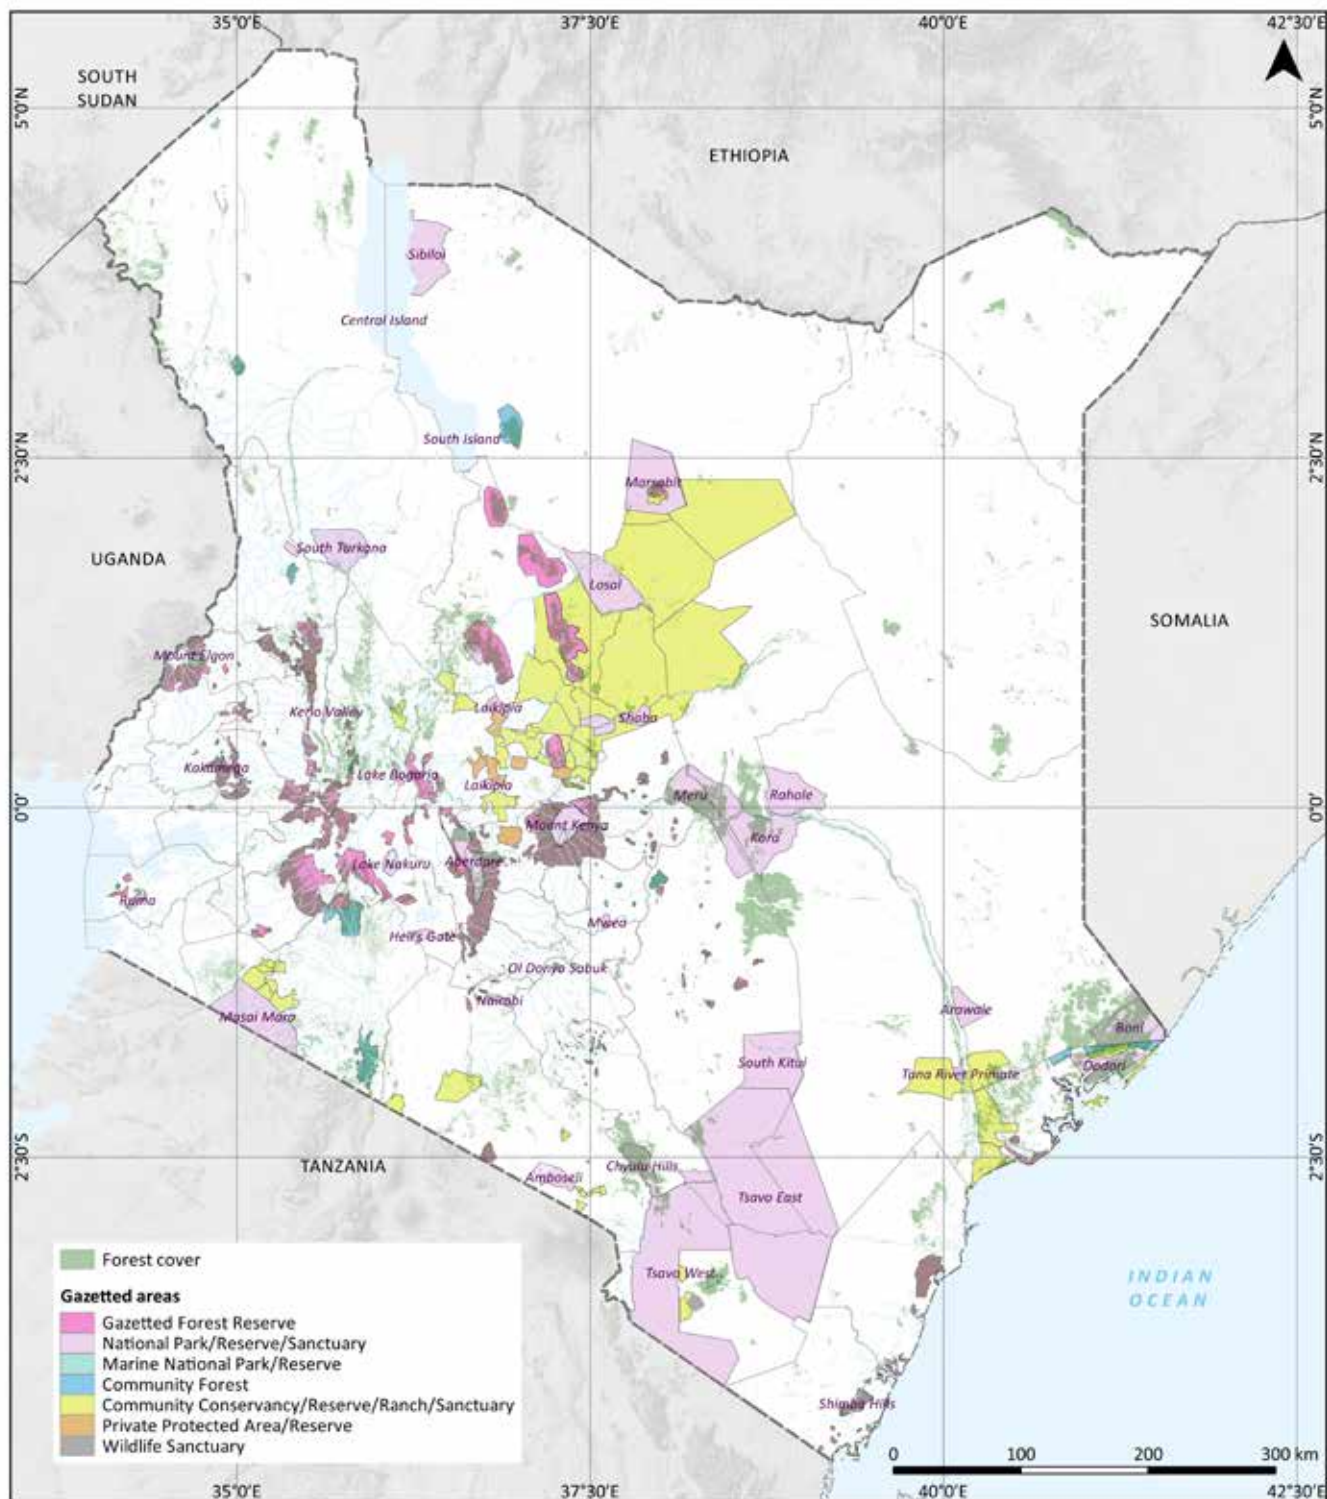 35°0'E
37°30'E
40°0'E
42°30'E
SOUTH
SUDAN
5°0'N
5°0'N
ETHIOPIA
Sibiloi
Central Island
South Island
2°30'N
2°30'N
Marsabit
South Turkana
UGANDA
Losai
SOMALIA
Mount Elgon
Kerio Valley
Laikipia
Shaba
Kakamega
Lake Bogoria
Laikipia
Meru
Rahole
0°0'
0°0'
Mount Kenya
Kora
Lake Nakuru
Aberdare
Ruma
Mwea
Hell's Gate
Ol Donyo Sabuk
Nairobi
Masai Mara
Arawale
Boni
South Kitui
Tana River Primate
Dodori
2°30'S
2°30'S
TANZANIA
Chyulu Hills
Amboseli
Tsavo East
Tsavo West
INDIAN
OCEAN
Shimba Hills
Forest cover
Gazetted areas
Gazetted Forest Reserve
National Park/Reserve/Sanctuary
Marine National Park/Reserve
Community Forest
Community Conservancy/Reserve/Ranch/Sanctuary
Private Protected Area/Reserve
Wildlife Sanctuary
0 100 200 300 km
35°0'E
37°30'E
40°0'E
42°30'E